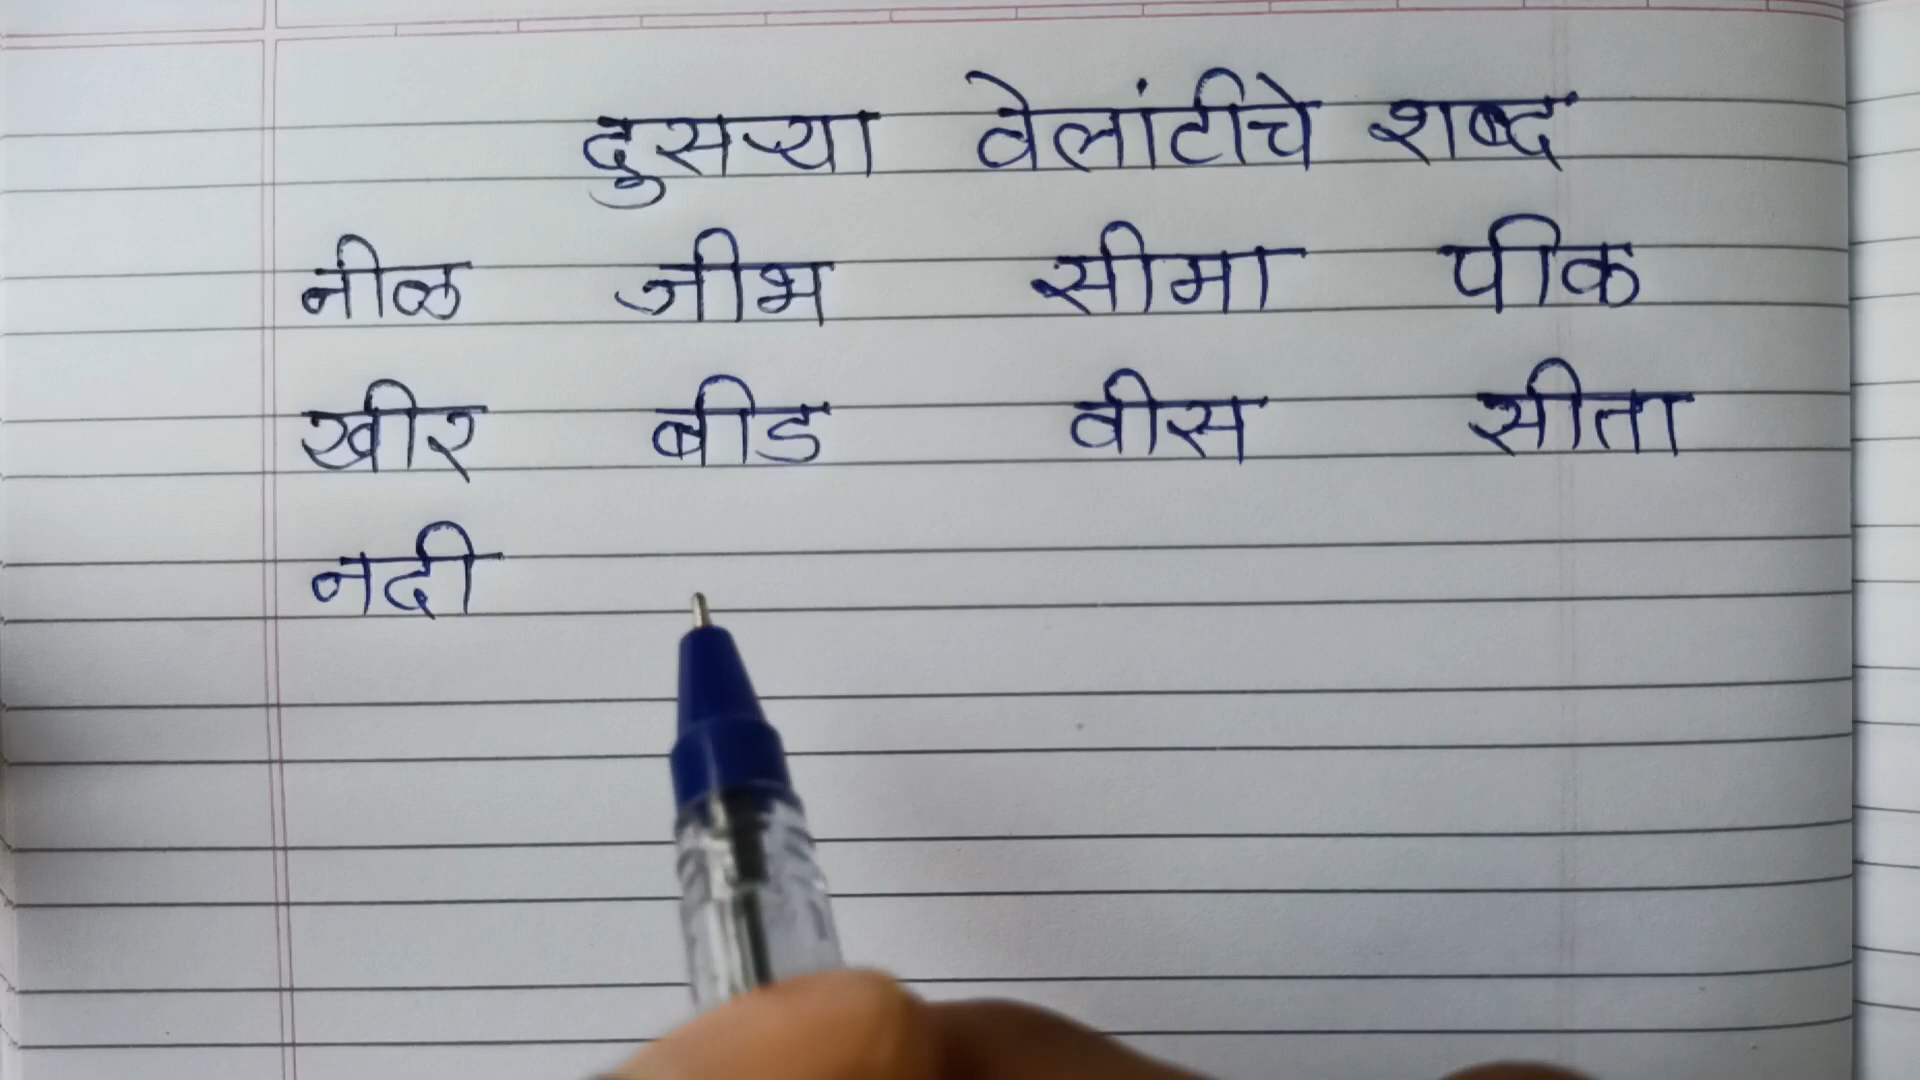 दुसऱ्या वेलांटीचे शब्द
नीळ जीभ सीमा पीक
खीर बीड वीस सीता
नदी